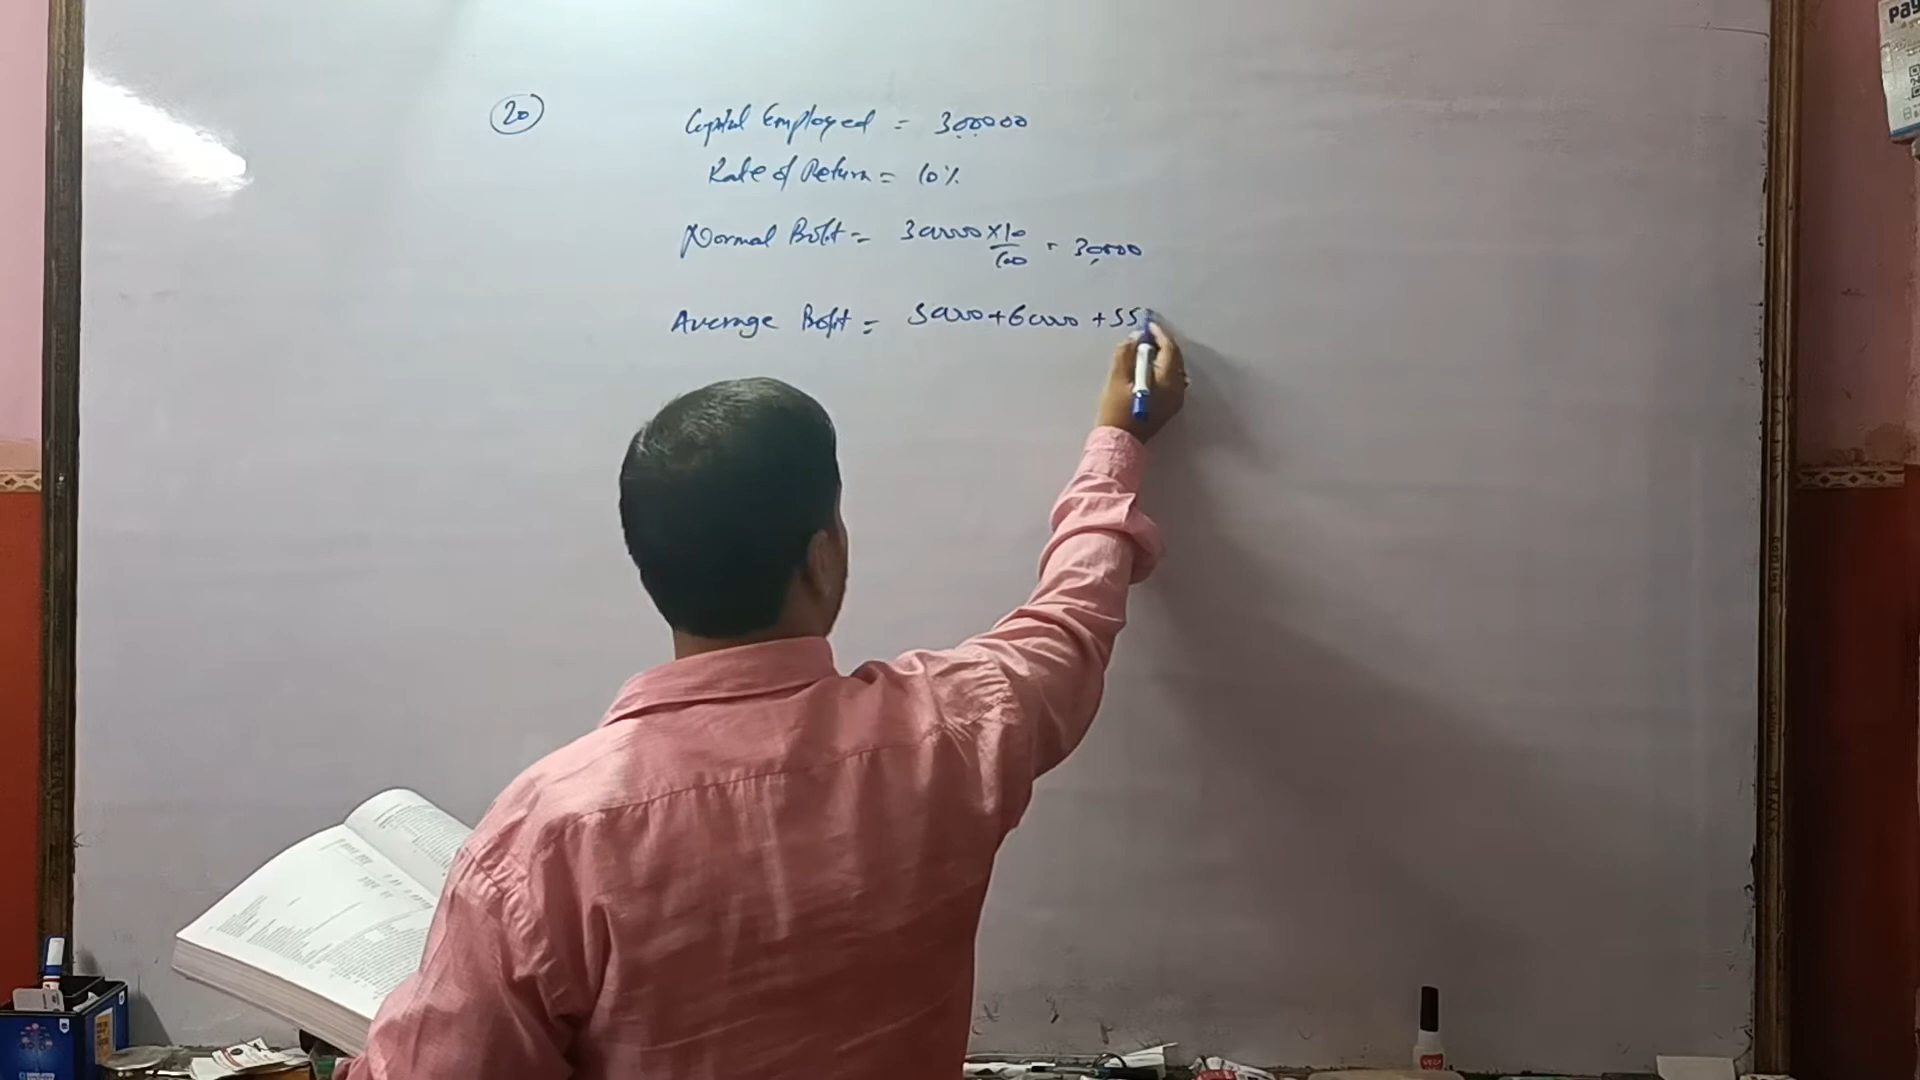 20 Capital Employed = 300000
Rate of Return = 10%
Normal Profit = 300000 × 10/100 = 30,000
Average Profit = 50000 + 60000 + 55
Pay